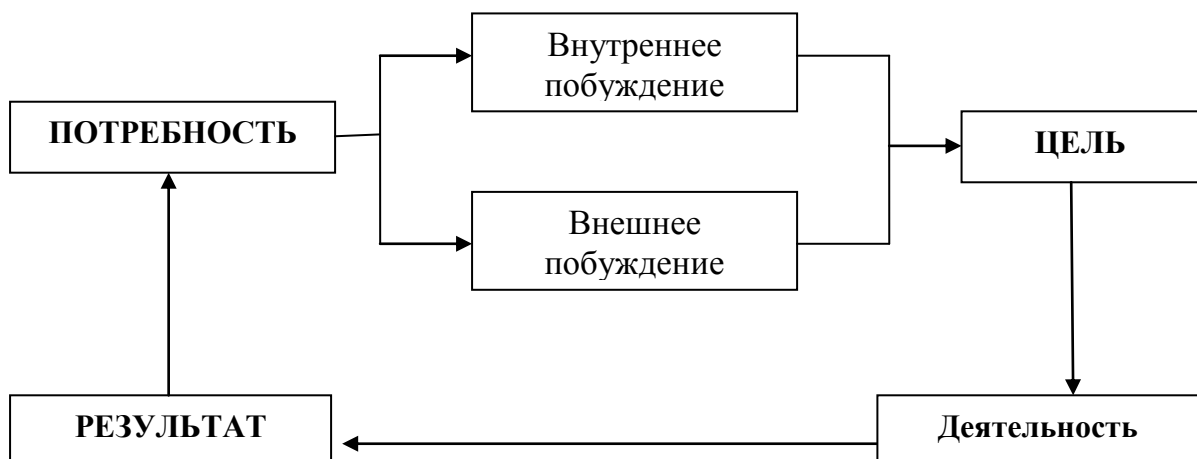 Внутреннее
побуждение
ПОТРЕБНОСТЬ
ЦЕЛЬ
Внешнее
побуждение
РЕЗУЛЬТАТ
Деятельность